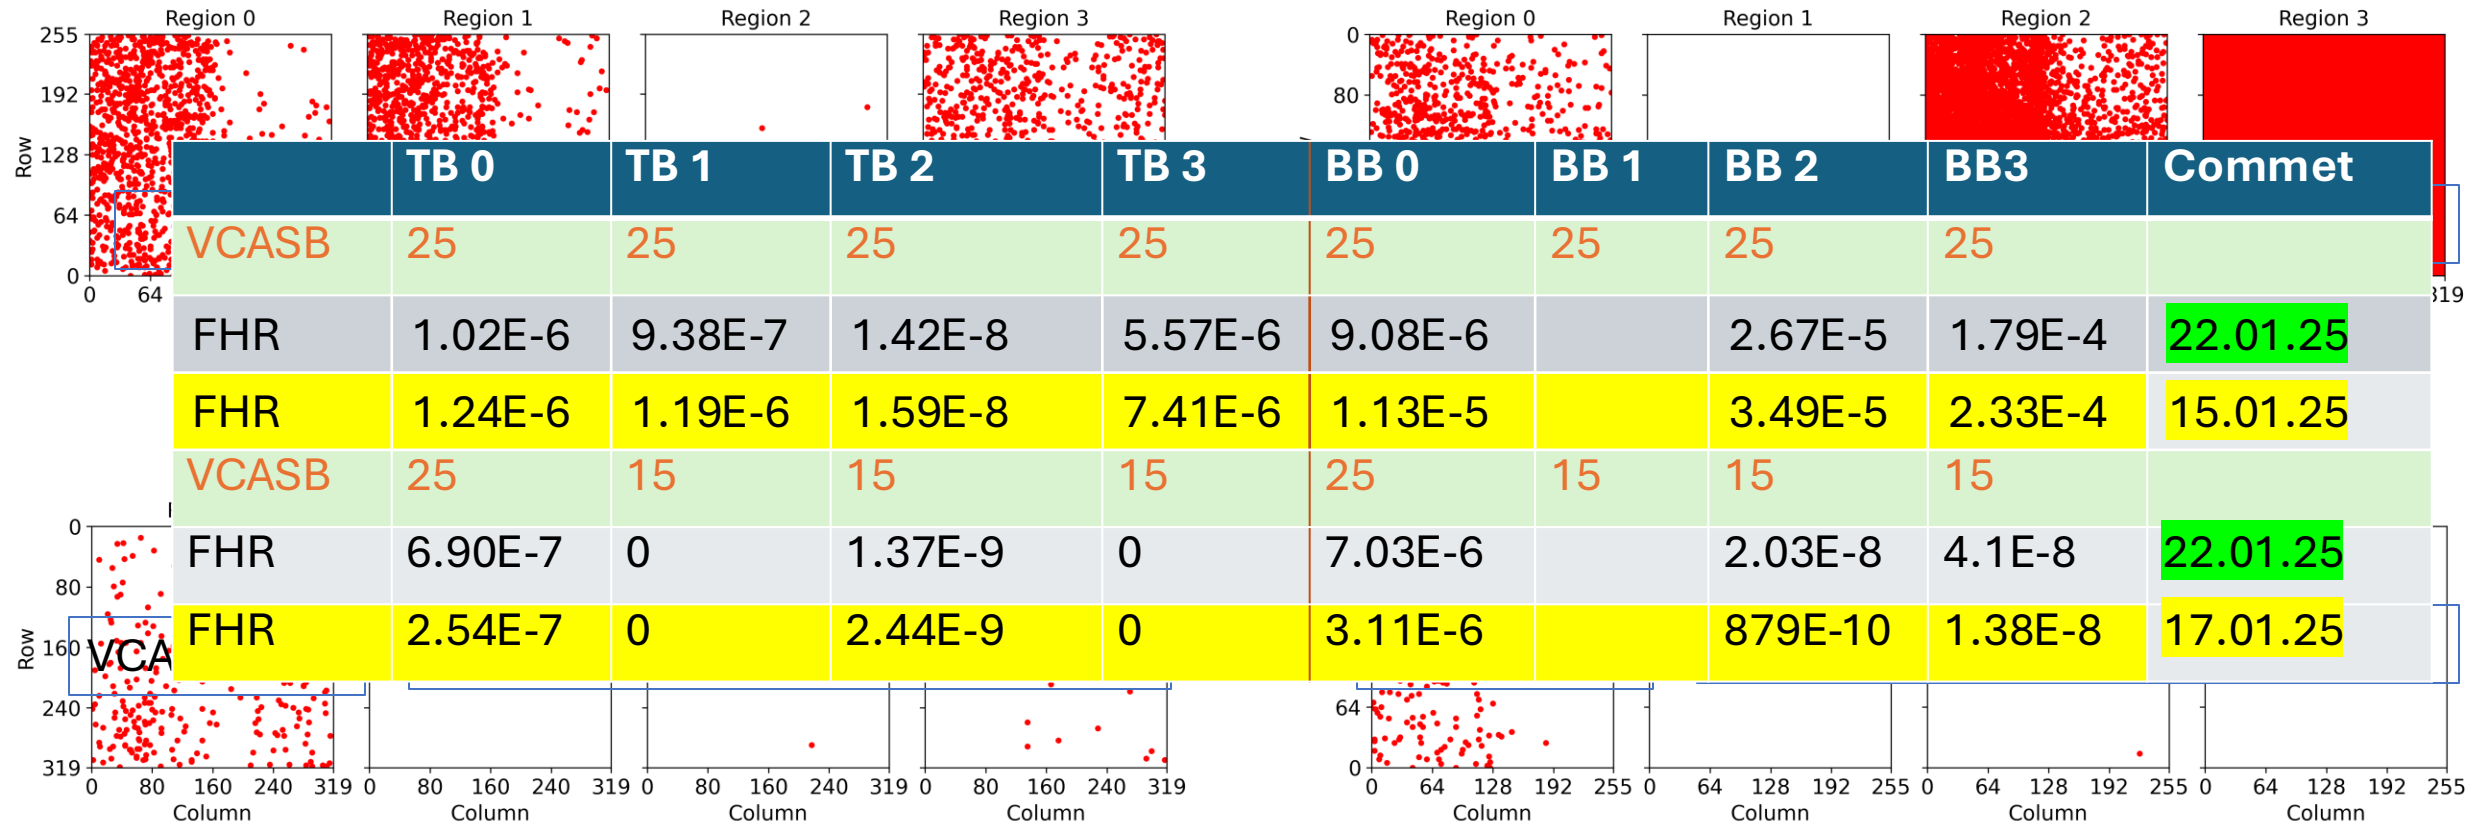 Region 0 Region 1 Region 2 Region 3 Region 0 Region 1 Region 2 Region 3
255 0
192 80
128
64
0
Row
0 64 319
TB 0 TB 1 TB 2 TB 3 BB 0 BB 1 BB 2 BB3 Commet
VCASB 25 25 25 25 25 25 25 25
FHR 1.02E-6 9.38E-7 1.42E-8 5.57E-6 9.08E-6 2.67E-5 1.79E-4 22.01.25
FHR 1.24E-6 1.19E-6 1.59E-8 7.41E-6 1.13E-5 3.49E-5 2.33E-4 15.01.25
VCASB 25 15 15 15 25 15 15 15
FHR 6.90E-7 0 1.37E-9 0 7.03E-6 2.03E-8 4.1E-8 22.01.25
FHR 2.54E-7 0 2.44E-9 0 3.11E-6 879E-10 1.38E-8 17.01.25
0
80
160 VCA
240 64
319 0
Row
0 80 160 240 319 0 80 160 240 319 0 80 160 240 319 0 80 160 240 319 0 64 128 192 255 0 64 128 192 255 0 64 128 192 255 0 64 128 192 255
Column Column Column Column Column Column Column Column